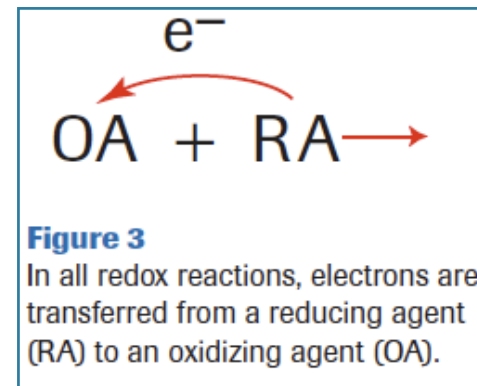 e–
OA + RA
Figure 3
In all redox reactions, electrons are
transferred from a reducing agent
(RA) to an oxidizing agent (OA).